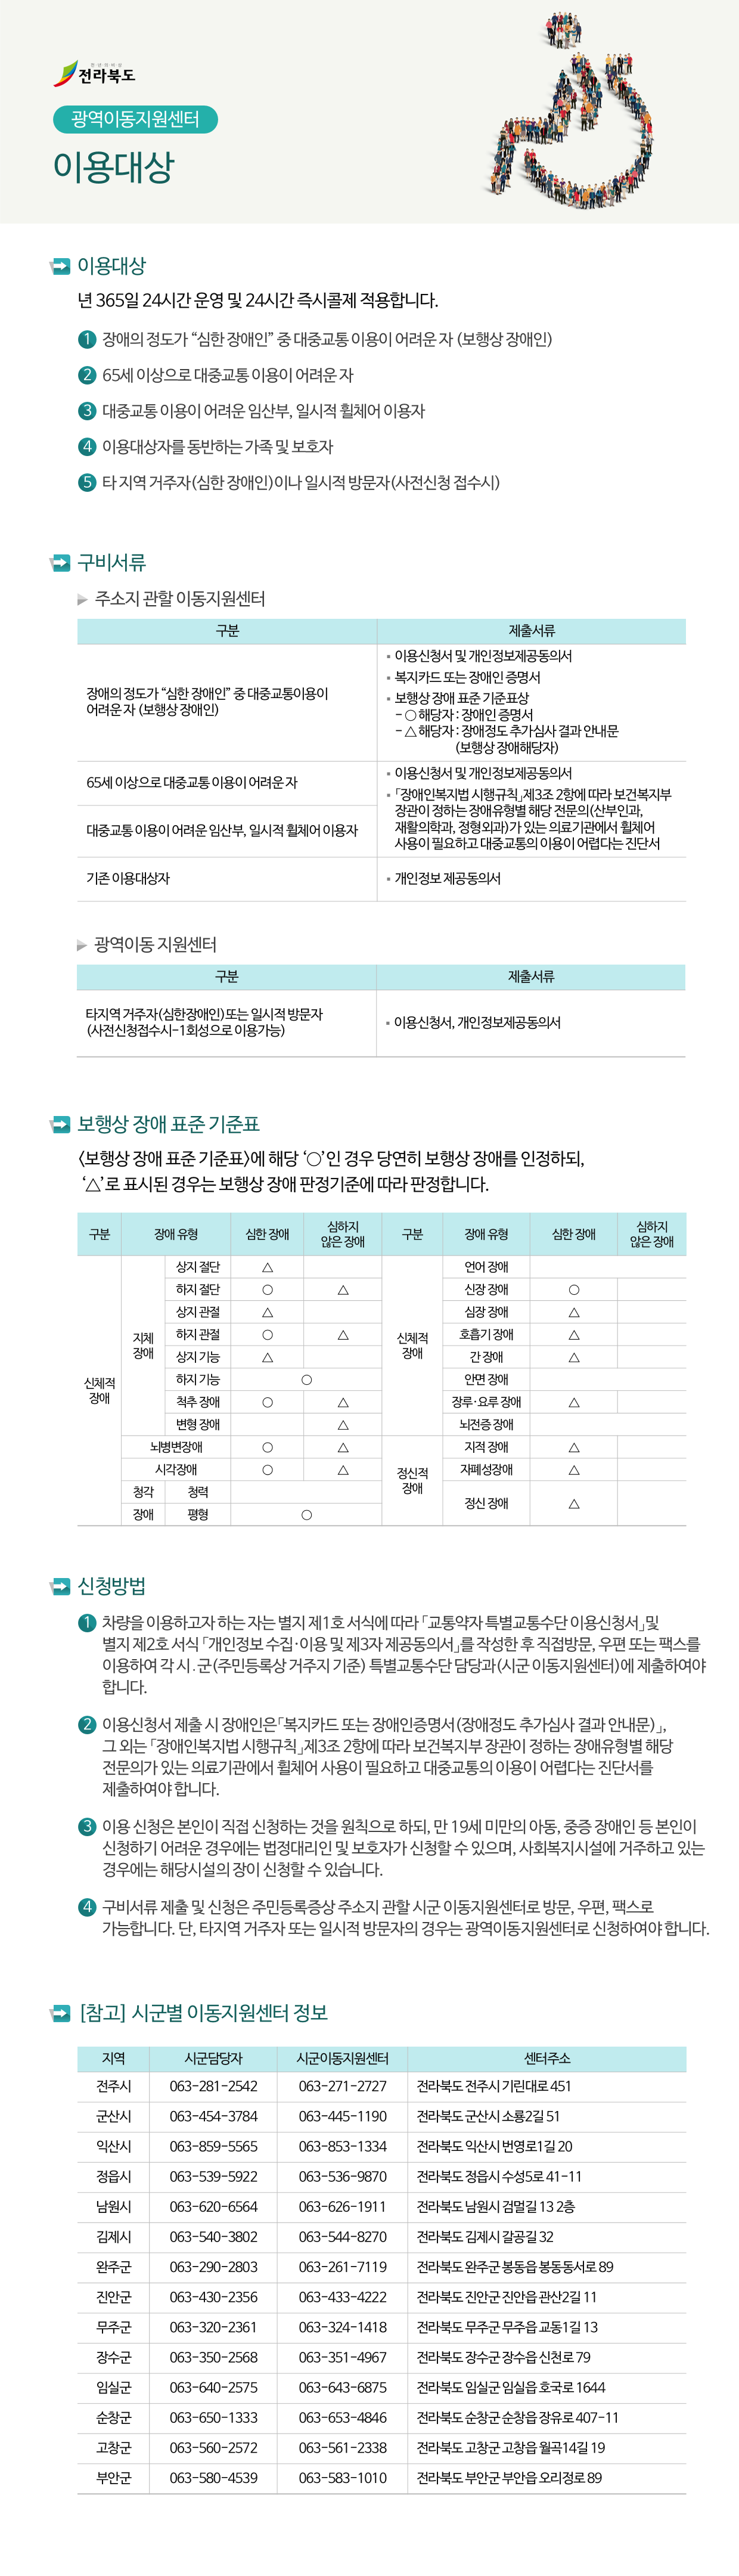 전라북도
광역이동지원센터
이용대상
이용대상
년 365일 24시간 운영 및 24시간 즉시콜제 적용합니다.
1 장애의 정도가 “심한 장애인” 중 대중교통 이용이 어려운 자 (보행상 장애인)
2 65세 이상으로 대중교통 이용이 어려운 자
3 대중교통 이용이 어려운 임산부, 일시적 휠체어 이용자
4 이용대상자를 동반하는 가족 및 보호자
5 타 지역 거주자(심한 장애인)이나 일시적 방문자(사전신청 접수시)
구비서류
▶ 주소지 관할 이동지원센터
구분 제출서류
장애의 정도가 “심한 장애인” 중 대중교통이용이
어려운 자 (보행상 장애인)
▪ 이용신청서 및 개인정보제공동의서
▪ 복지카드 또는 장애인 증명서
▪ 보행상 장애 표준 기준표상
- ○ 해당자 : 장애인 증명서
- △ 해당자 : 장애정도 추가심사 결과 안내문
(보행상 장애해당자)
65세 이상으로 대중교통 이용이 어려운 자
대중교통 이용이 어려운 임산부, 일시적 휠체어 이용자
▪ 이용신청서 및 개인정보제공동의서
▪ 「장애인복지법 시행규칙」제3조 2항에 따라 보건복지부
장관이 정하는 장애유형별 해당 전문의(산부인과,
재활의학과, 정형외과)가 있는 의료기관에서 휠체어
사용이 필요하고 대중교통의 이용이 어렵다는 진단서
기존 이용대상자 ▪ 개인정보 제공동의서
▶ 광역이동 지원센터
구분 제출서류
타지역 거주자(심한장애인)또는 일시적 방문자
(사전신청접수시-1회성으로 이용가능)
▪ 이용신청서, 개인정보제공동의서
보행상 장애 표준 기준표
<보행상 장애 표준 기준표>에 해당 ‘○’인 경우 당연히 보행상 장애를 인정하되,
‘△’로 표시된 경우는 보행상 장애 판정기준에 따라 판정합니다.
구분 장애 유형 심한 장애 심하지 않은 장애 구분 장애 유형 심한 장애 심하지 않은 장애
신체적 장애 지체 장애 상지 절단 △ 신체적 장애 언어 장애
하지 절단 ○ △ 신장 장애 ○
상지 관절 △ 심장 장애 △
하지 관절 ○ △ 호흡기 장애 △
상지 기능 △ 간 장애 △
하지 기능 ○ 안면 장애
척추 장애 ○ △ 장루·요루 장애 △
변형 장애 △ 뇌전증 장애
뇌병변장애 ○ △ 정신적 장애 지적 장애 △
시각장애 ○ △ 자폐성장애 △
청각 청력 정신 장애 △
장애 평형 ○
신청방법
1 차량을 이용하고자 하는 자는 별지 제1호 서식에 따라 「교통약자 특별교통수단 이용신청서」및
별지 제2호 서식 「개인정보 수집·이용 및 제3자 제공동의서」를 작성한 후 직접방문, 우편 또는 팩스를
이용하여 각 시.군(주민등록상 거주지 기준) 특별교통수단 담당과(시군 이동지원센터)에 제출하여야
합니다.
2 이용신청서 제출 시 장애인은「복지카드 또는 장애인증명서(장애정도 추가심사 결과 안내문)」,
그 외는 「장애인복지법 시행규칙」제3조 2항에 따라 보건복지부 장관이 정하는 장애유형별 해당
전문의가 있는 의료기관에서 휠체어 사용이 필요하고 대중교통의 이용이 어렵다는 진단서를
제출하여야 합니다.
3 이용 신청은 본인이 직접 신청하는 것을 원칙으로 하되, 만 19세 미만의 아동, 중증 장애인 등 본인이
신청하기 어려운 경우에는 법정대리인 및 보호자가 신청할 수 있으며, 사회복지시설에 거주하고 있는
경우에는 해당시설의 장이 신청할 수 있습니다.
4 구비서류 제출 및 신청은 주민등록증상 주소지 관할 시군 이동지원센터로 방문, 우편, 팩스로
가능합니다. 단, 타지역 거주자 또는 일시적 방문자의 경우는 광역이동지원센터로 신청하여야 합니다.
[참고] 시군별 이동지원센터 정보
지역 시군담당자 시군이동지원센터 센터주소
전주시 063-281-2542 063-271-2727 전라북도 전주시 기린대로 451
군산시 063-454-3784 063-445-1190 전라북도 군산시 소룡2길 51
익산시 063-859-5565 063-853-1334 전라북도 익산시 번영로1길 20
정읍시 063-539-5922 063-536-9870 전라북도 정읍시 수성5로 41-11
남원시 063-620-6564 063-626-1911 전라북도 남원시 검멀길 13 2층
김제시 063-540-3802 063-544-8270 전라북도 김제시 갈공길 32
완주군 063-290-2803 063-261-7119 전라북도 완주군 봉동읍 봉동동서로 89
진안군 063-430-2356 063-433-4222 전라북도 진안군 진안읍 관산2길 11
무주군 063-320-2361 063-324-1418 전라북도 무주군 무주읍 교동1길 13
장수군 063-350-2568 063-351-4967 전라북도 장수군 장수읍 신천로 79
임실군 063-640-2575 063-643-6875 전라북도 임실군 임실읍 호국로 1644
순창군 063-650-1333 063-653-4846 전라북도 순창군 순창읍 장유로 407-11
고창군 063-560-2572 063-561-2338 전라북도 고창군 고창읍 월곡14길 19
부안군 063-580-4539 063-583-1010 전라북도 부안군 부안읍 오리정로 89